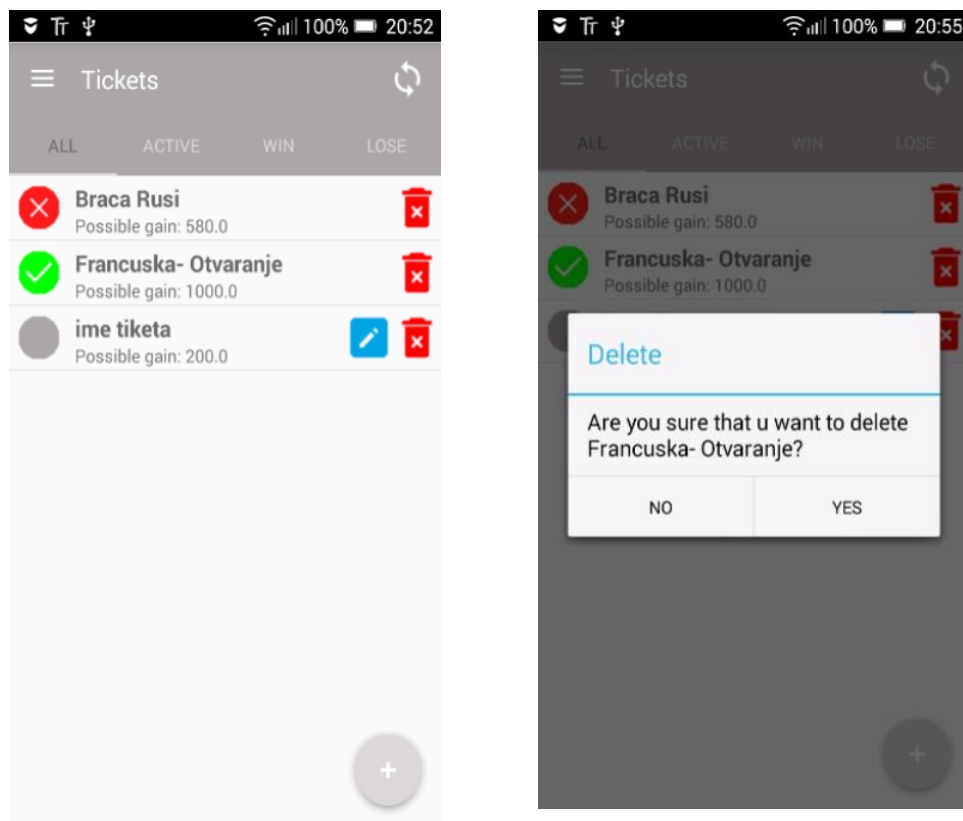 100% 20:52
Tickets
ALL ACTIVE WIN LOSE
Braca Rusi
Possible gain: 580.0
Francuska- Otvaranje
Possible gain: 1000.0
ime tiketa
Possible gain: 200.0
100% 20:55
Tickets
ALL ACTIVE WIN LOSE
Braca Rusi
Possible gain: 580.0
Francuska- Otvaranje
Possible gain: 1000.0
Delete
Are you sure that u want to delete
Francuska- Otvaranje?
NO YES